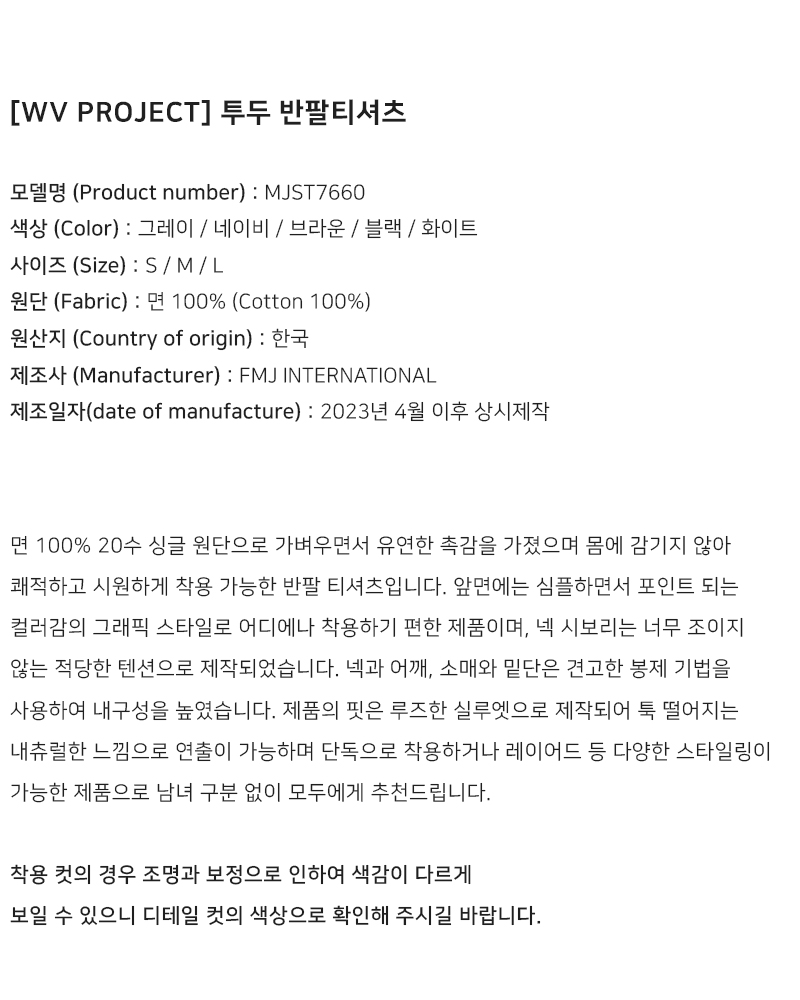 [WV PROJECT] 투두 반팔티셔츠
모델명 (Product number) : MJST7660
색상 (Color) : 그레이 / 네이비 / 브라운 / 블랙 / 화이트
사이즈 (Size) : S / M / L
원단 (Fabric) : 면 100% (Cotton 100%)
원산지 (Country of origin) : 한국
제조사 (Manufacturer) : FMJ INTERNATIONAL
제조일자(date of manufacture) : 2023년 4월 이후 상시제작
면 100% 20수 싱글 원단으로 가벼우면서 유연한 촉감을 가졌으며 몸에 감기지 않아
쾌적하고 시원하게 착용 가능한 반팔 티셔츠입니다. 앞면에는 심플하면서 포인트 되는
컬러감의 그래픽 스타일로 어디에나 착용하기 편한 제품이며, 넥 시보리는 너무 조이지
않는 적당한 텐션으로 제작되었습니다. 넥과 어깨, 소매와 밑단은 견고한 봉제 기법을
사용하여 내구성을 높였습니다. 제품의 핏은 루즈한 실루엣으로 제작되어 툭 떨어지는
내츄럴한 느낌으로 연출이 가능하며 단독으로 착용하거나 레이어드 등 다양한 스타일링이
가능한 제품으로 남녀 구분 없이 모두에게 추천드립니다.
착용 컷의 경우 조명과 보정으로 인하여 색감이 다르게
보일 수 있으니 디테일 컷의 색상으로 확인해 주시길 바랍니다.